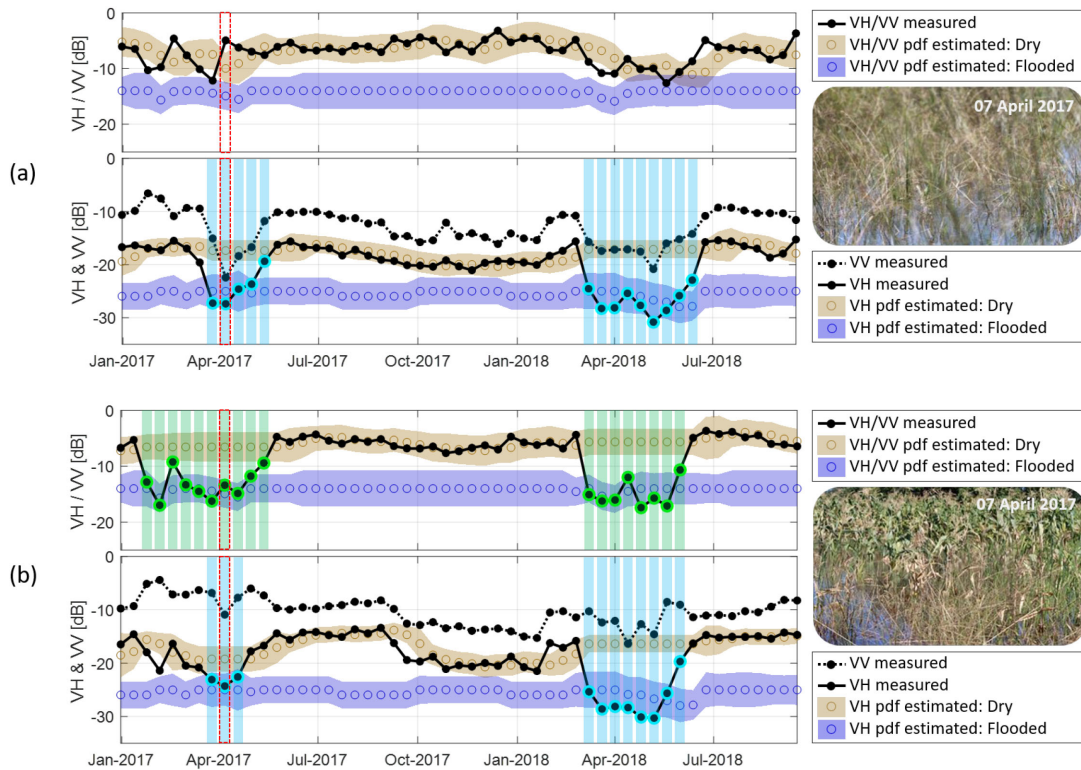 (a)
VH / VV [dB]
0
-10
-20
VH/VV measured
VH/VV pdf estimated: Dry
VH/VV pdf estimated: Flooded
07 April 2017
VH & VV [dB]
0
-10
-20
-30
Jan-2017 Apr-2017 Jul-2017 Oct-2017 Jan-2018 Apr-2018 Jul-2018
VV measured
VH measured
VH pdf estimated: Dry
VH pdf estimated: Flooded
(b)
VH / VV [dB]
0
-10
-20
VH/VV measured
VH/VV pdf estimated: Dry
VH/VV pdf estimated: Flooded
07 April 2017
VH & VV [dB]
0
-10
-20
-30
Jan-2017 Apr-2017 Jul-2017 Oct-2017 Jan-2018 Apr-2018 Jul-2018
VV measured
VH measured
VH pdf estimated: Dry
VH pdf estimated: Flooded